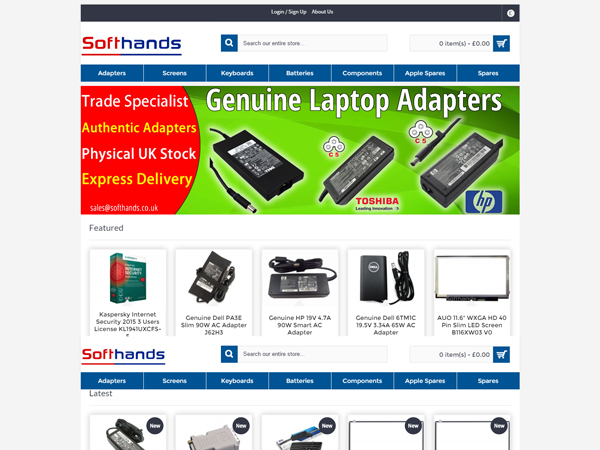 Login / Sign Up About Us £
Softhands
Search our entire store...
0 item(s) - £0.00
Adapters Screens Keyboards Batteries Components Apple Spares Spares
Trade Specialist
Authentic Adapters
Physical UK Stock
Express Delivery
sales@softhands.co.uk
Genuine Laptop Adapters
C5
C5
TOSHIBA
Leading Innovation
hp
Featured
Kaspersky Internet
Security 2015 3 Users
License KL1941UXCFS-
Genuine Dell PA3E
Slim 90W AC Adapter
J62H3
Genuine HP 19V 4.7A
90W Smart AC
Adapter
Genuine Dell 6TM1C
19.5V 3.34A 65W AC
Adapter
AUO 11.6" WXGA HD 40
Pin Slim LED Screen
B116XW03 V0
Softhands
Search our entire store...
0 item(s) - £0.00
Adapters Screens Keyboards Batteries Components Apple Spares Spares
Latest
New
New
New
New
New